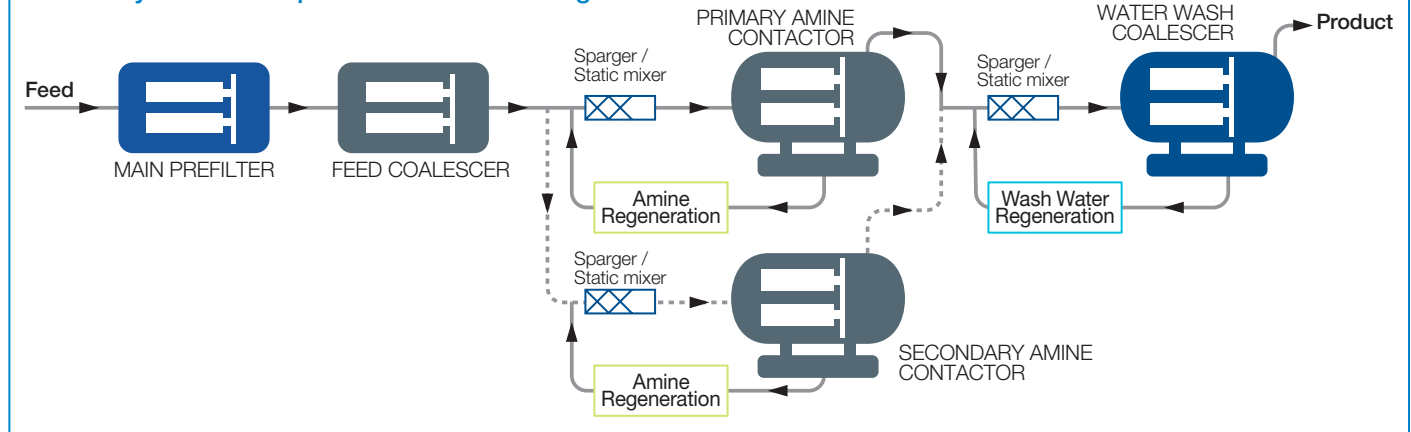 PRIMARY AMINE
CONTACTOR
WATER WASH
COALESCER
Product
Sparger /
Static mixer
Sparger /
Static mixer
Feed
MAIN PREFILTER
FEED COALESCER
Amine
Regeneration
Wash Water
Regeneration
Sparger /
Static mixer
SECONDARY AMINE
CONTACTOR
Amine
Regeneration